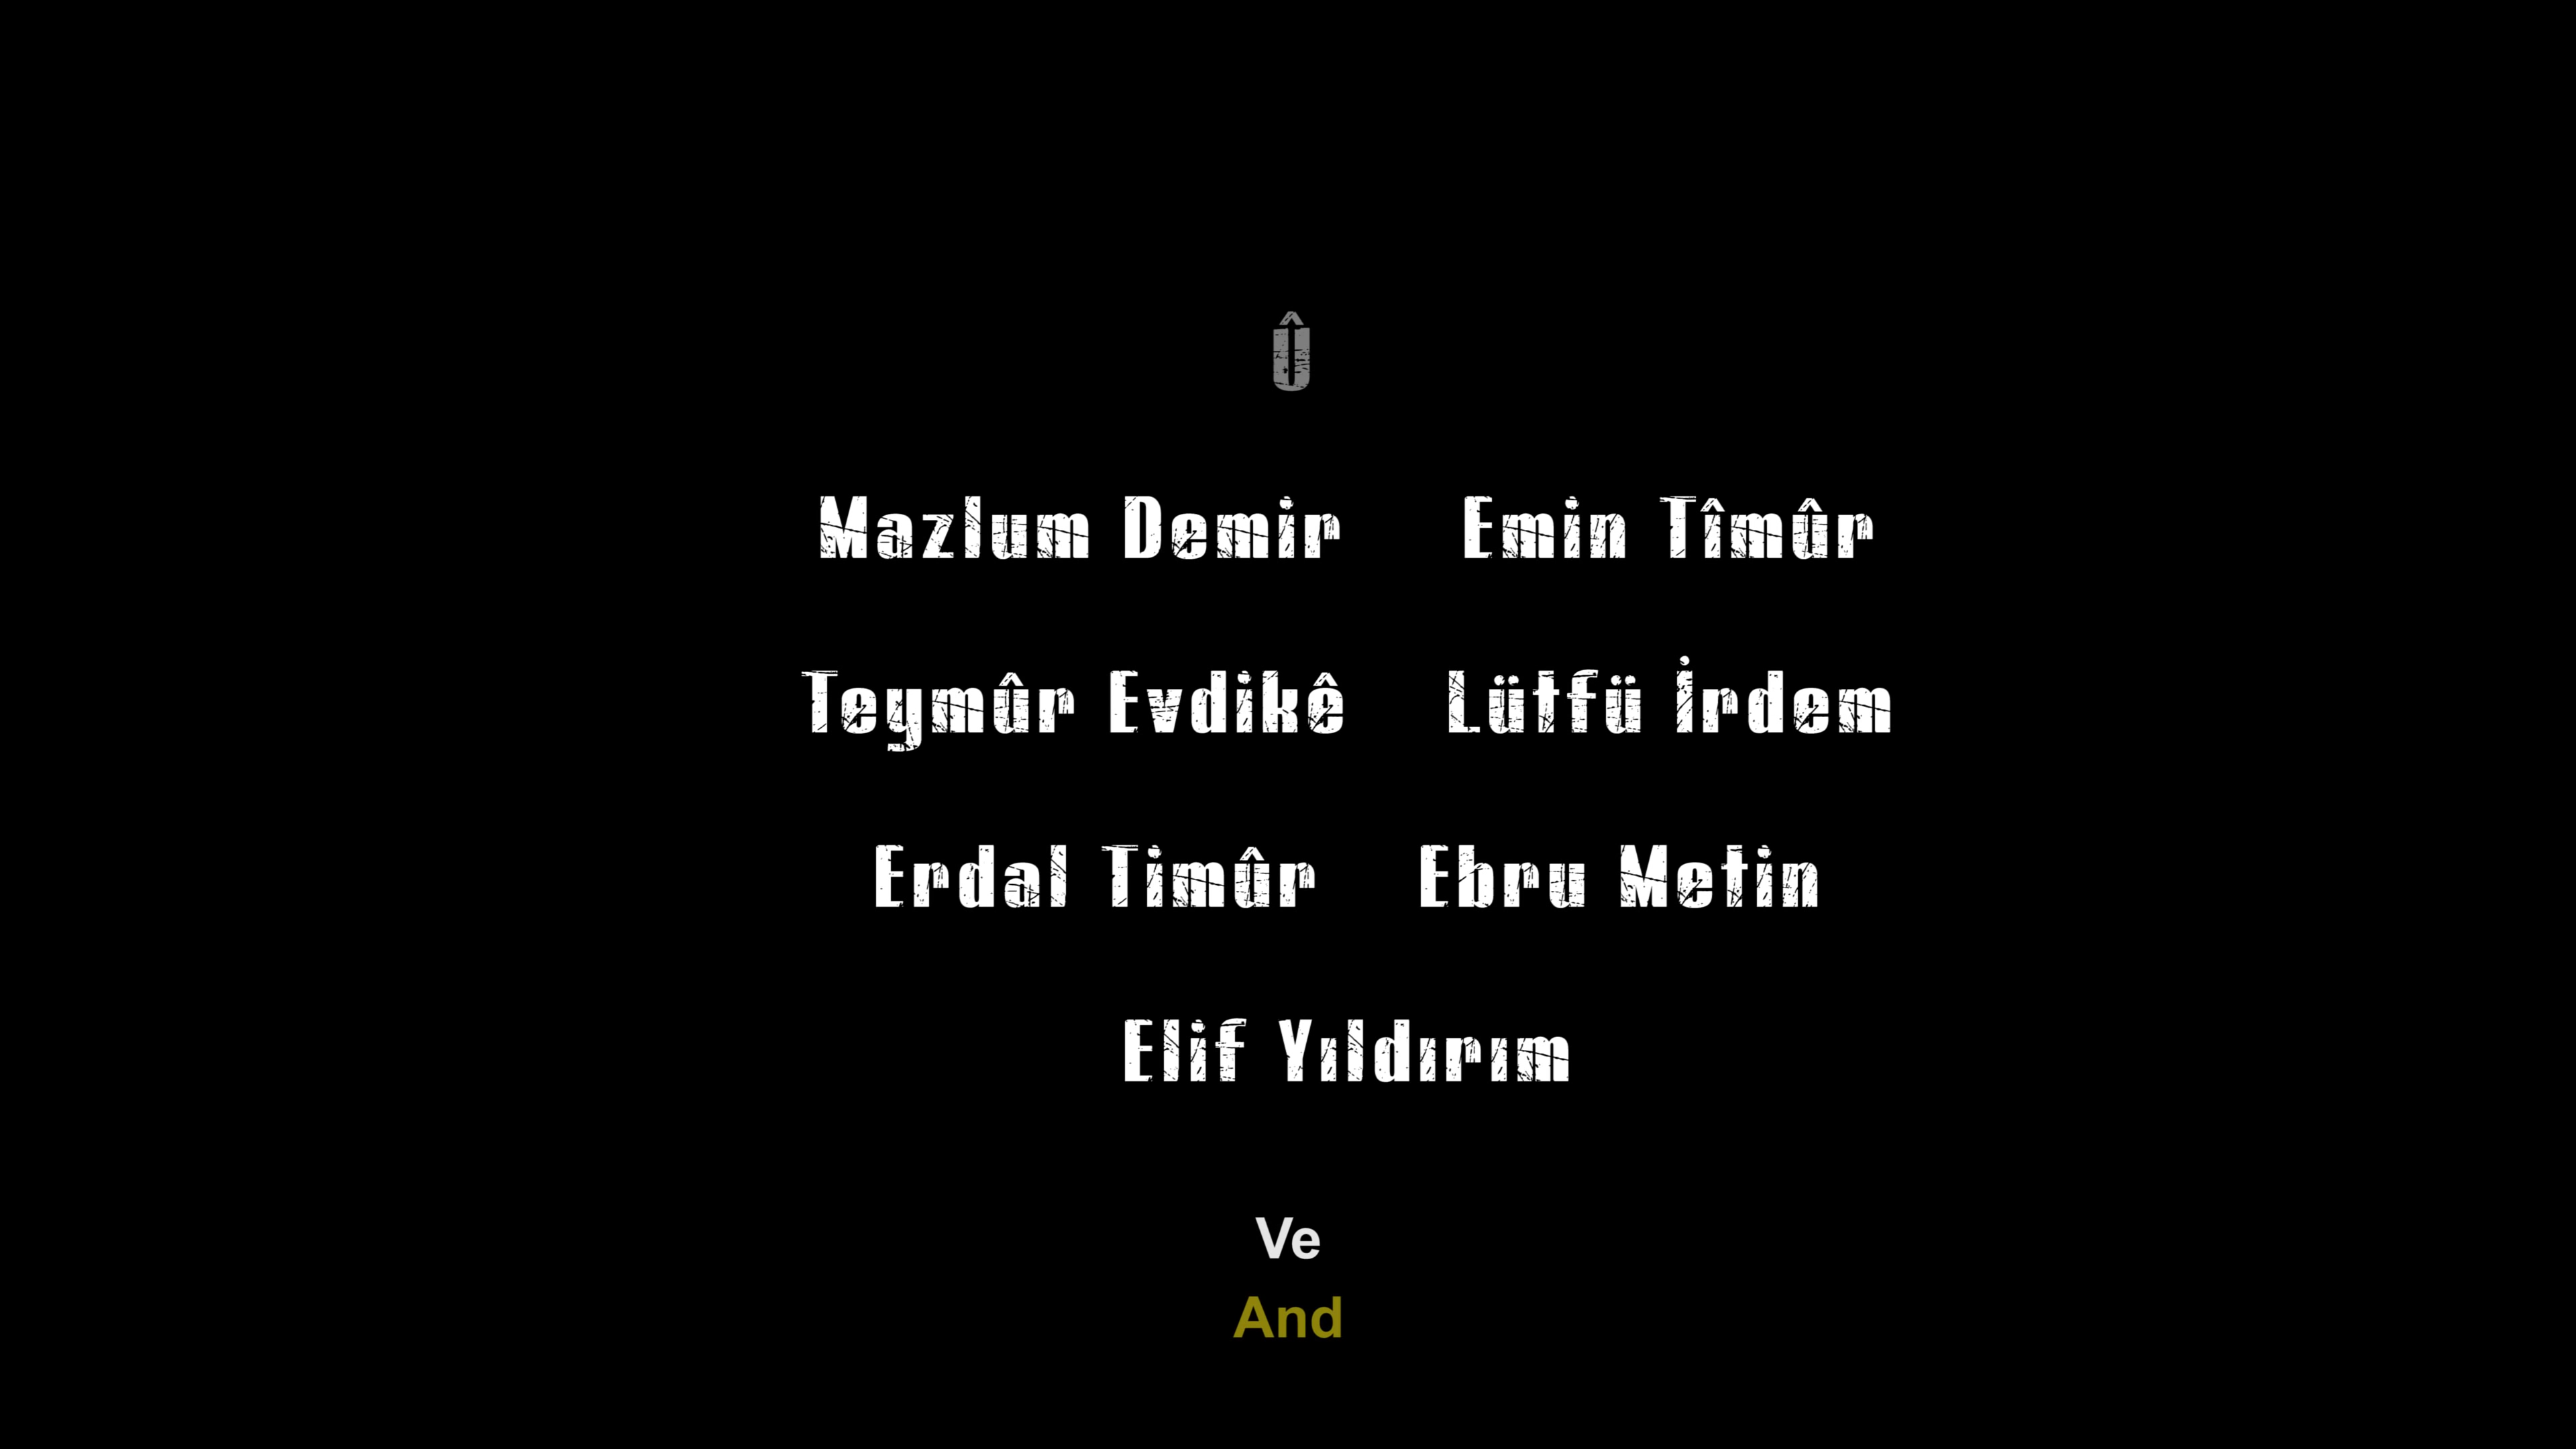 Û
Mazlum Demir Emin Tîmûr
Teymûr Evdikê Lütfü İrdem
Erdal Timûr Ebru Metin
Elif Yıldırım
Ve
And